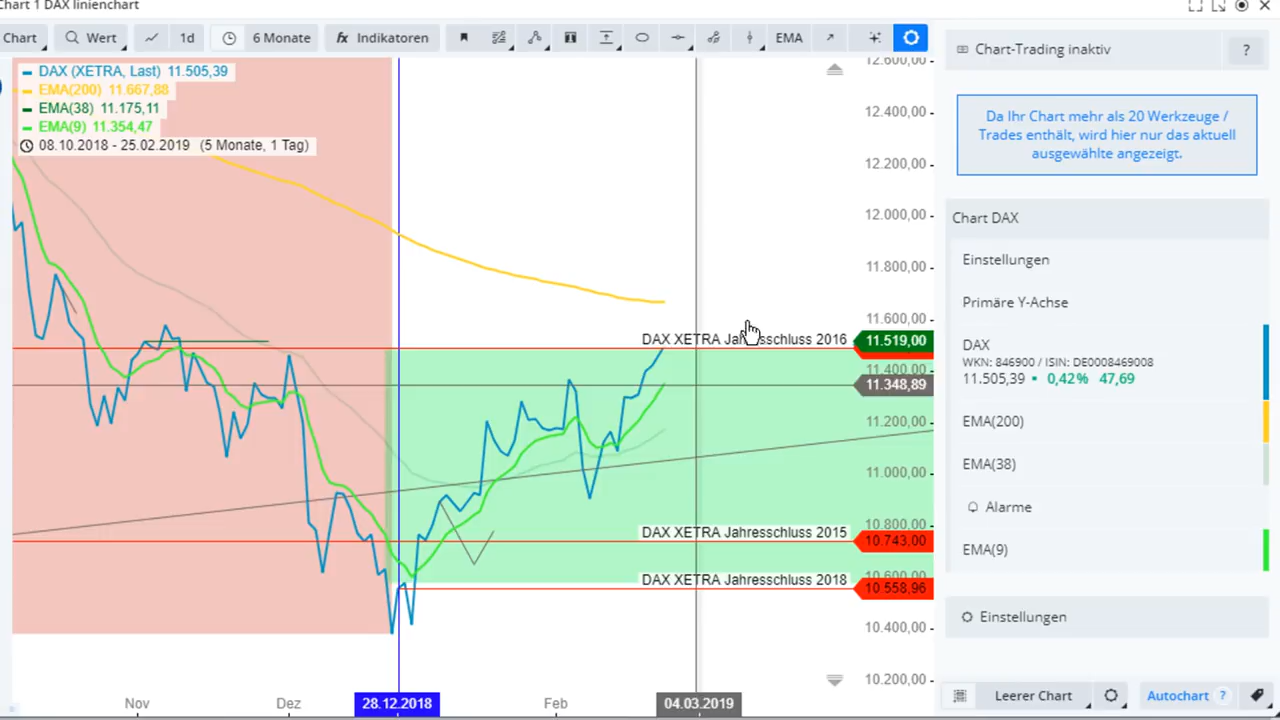 Chart 1 DAX linienchart
Chart Wert 1d 6 Monate fx Indikatoren EMA
DAX (XETRA, Last) 11.505,39
EMA(200) 11.667,88
EMA(38) 11.175,11
EMA(9) 11.354,47
08.10.2018 - 25.02.2019 (5 Monate, 1 Tag)
12.600,00
12.400,00
12.200,00
12.000,00
11.800,00
11.600,00
DAX XETRA Jahresschluss 2016 11.519,00
11.400,00
11.348,89
11.200,00
11.000,00
10.800,00
DAX XETRA Jahresschluss 2015 10.743,00
10.600,00
DAX XETRA Jahresschluss 2018 10.558,96
10.400,00
10.200,00
Nov Dez 28.12.2018 Feb 04.03.2019
Chart-Trading inaktiv ?
Da Ihr Chart mehr als 20 Werkzeuge /
Trades enthält, wird hier nur das aktuell
ausgewählte angezeigt.
Chart DAX
Einstellungen
Primäre Y-Achse
DAX
WKN: 846900 / ISIN: DE0008469008
11.505,39 • 0,42% 47,69
EMA(200)
EMA(38)
Alarme
EMA(9)
Einstellungen
Leerer Chart Autochart ?